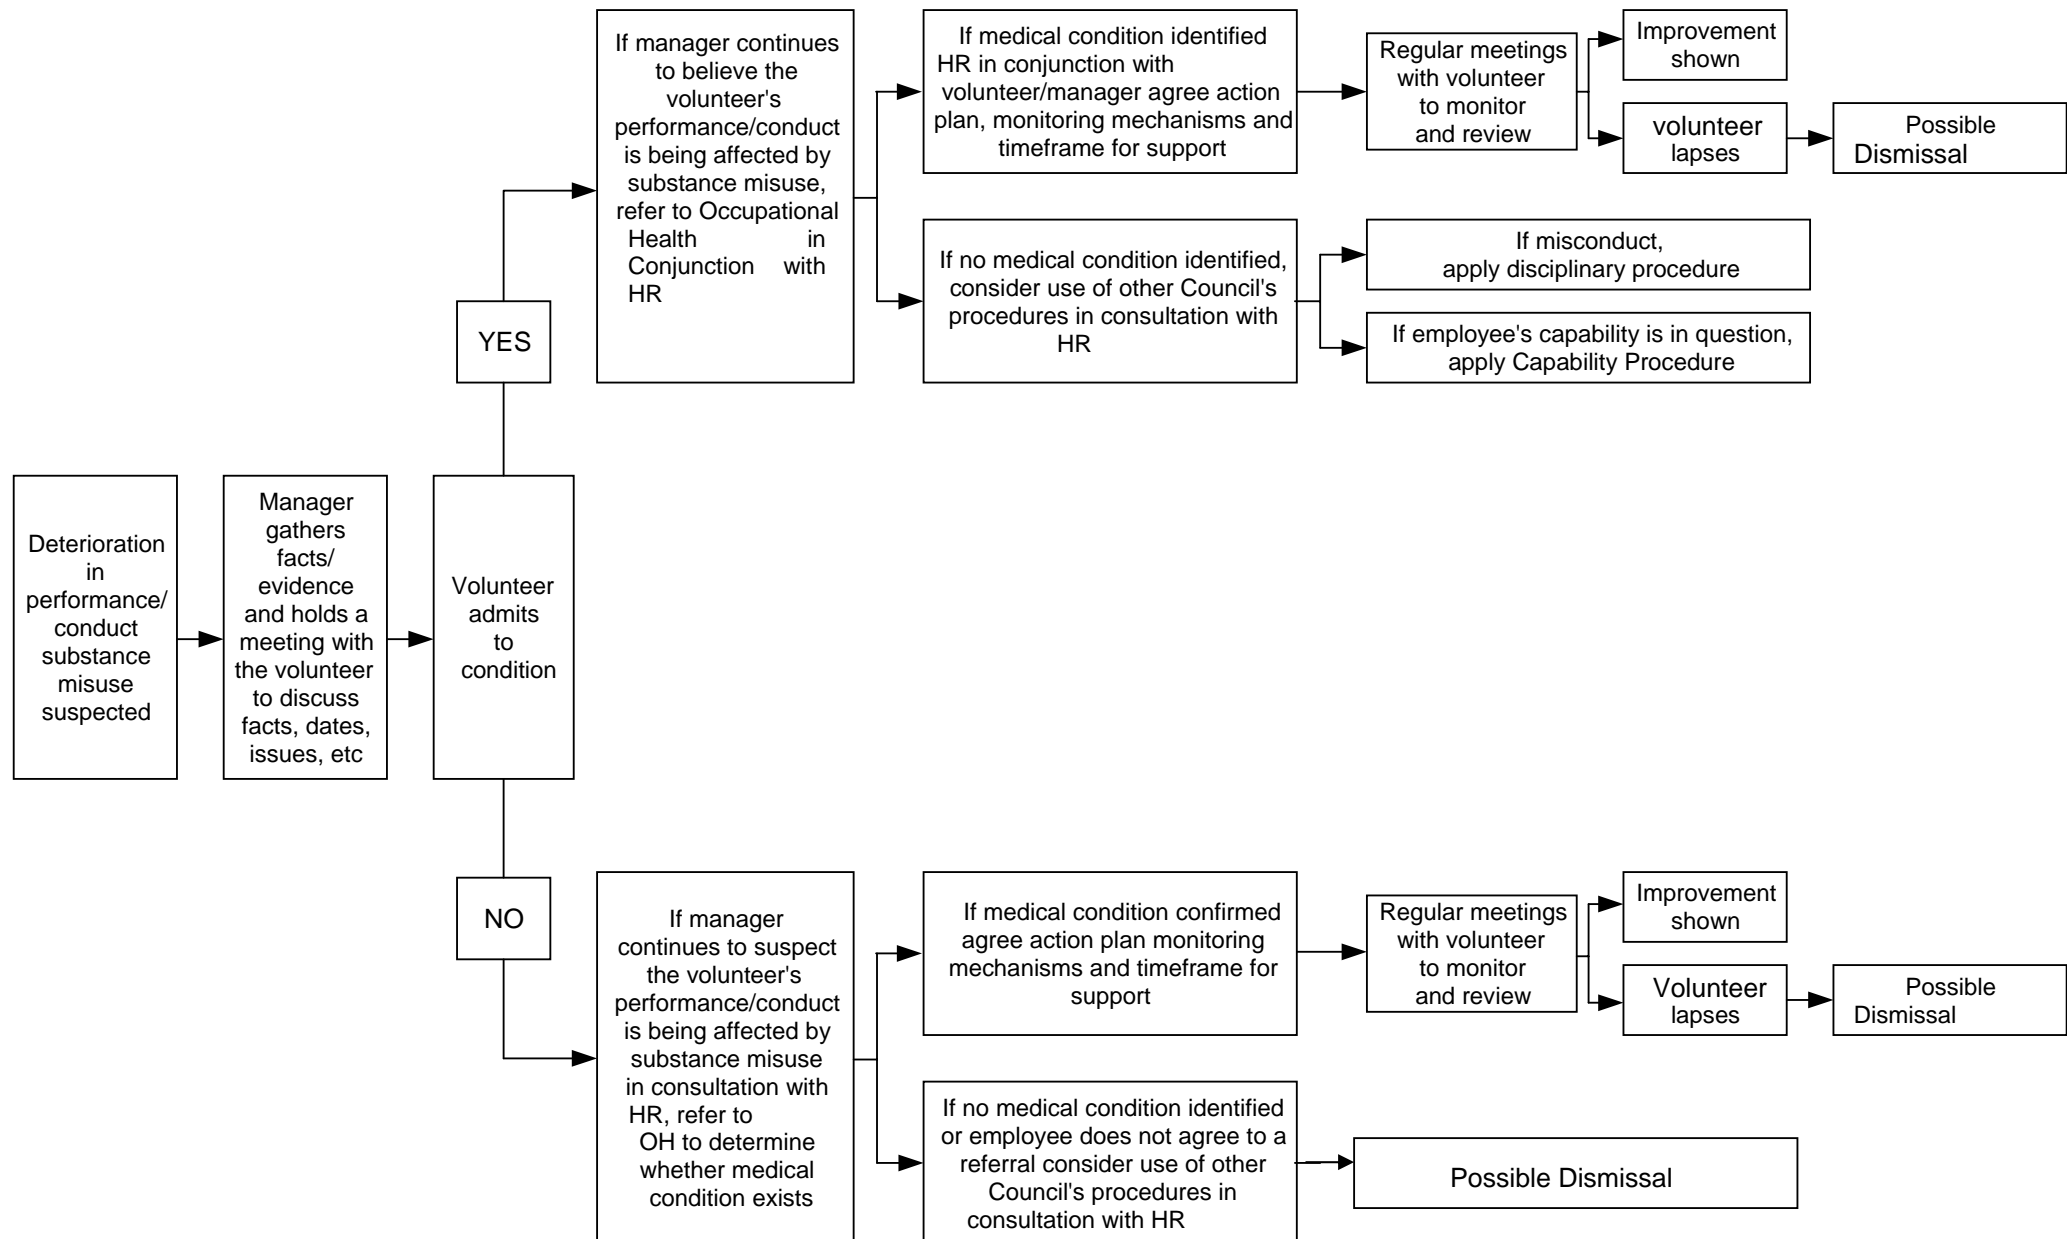 Deterioration
in
performance/
conduct
substance
misuse
suspected
Manager
gathers
facts/
evidence
and holds a
meeting with
the volunteer
to discuss
facts, dates,
issues, etc
Volunteer
admits
to
condition
YES
If manager continues
to believe the
volunteer's
performance/conduct
is being affected by
substance misuse,
refer to Occupational
Health in
Conjunction with
HR
If medical condition identified
HR in conjunction with
volunteer/manager agree action
plan, monitoring mechanisms and
timeframe for support
Regular meetings
with volunteer
to monitor
and review
Improvement
shown
volunteer
lapses
Possible
Dismissal
If no medical condition identified,
consider use of other Council's
procedures in consultation with
HR
If misconduct,
apply disciplinary procedure
If employee's capability is in question,
apply Capability Procedure
NO
If manager
continues to suspect
the volunteer's
performance/conduct
is being affected by
substance misuse
in consultation with
HR, refer to
OH to determine
whether medical
condition exists
If medical condition confirmed
agree action plan monitoring
mechanisms and timeframe for
support
Regular meetings
with volunteer
to monitor
and review
Improvement
shown
Volunteer
lapses
Possible
Dismissal
If no medical condition identified
or employee does not agree to a
referral consider use of other
Council's procedures in
consultation with HR
Possible Dismissal